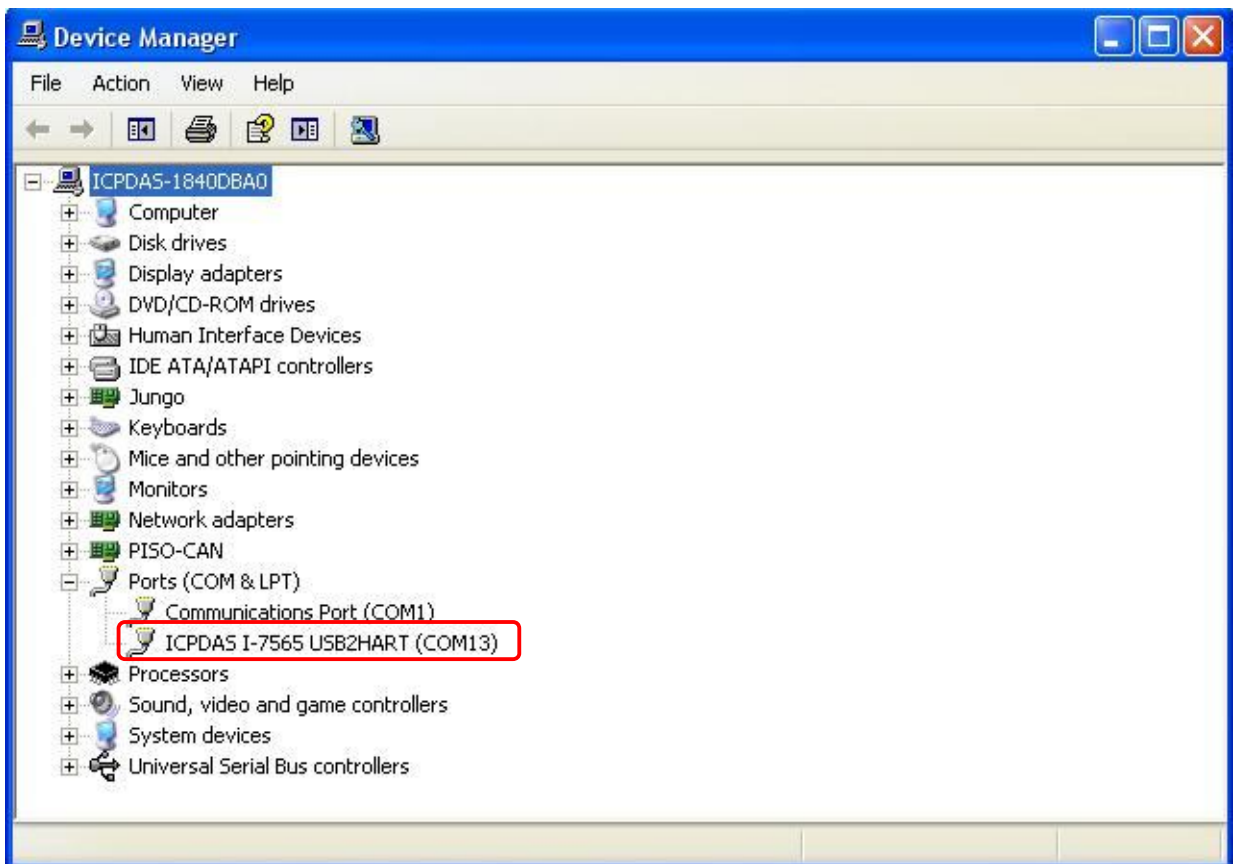 Device Manager
File Action View Help
ICPDAS-1840DBA0
Computer
Disk drives
Display adapters
DVD/CD-ROM drives
Human Interface Devices
IDE ATA/ATAPI controllers
Jungo
Keyboards
Mice and other pointing devices
Monitors
Network adapters
PISO-CAN
Ports (COM & LPT)
Communications Port (COM1)
ICPDAS I-7565 USB2HART (COM13)
Processors
Sound, video and game controllers
System devices
Universal Serial Bus controllers